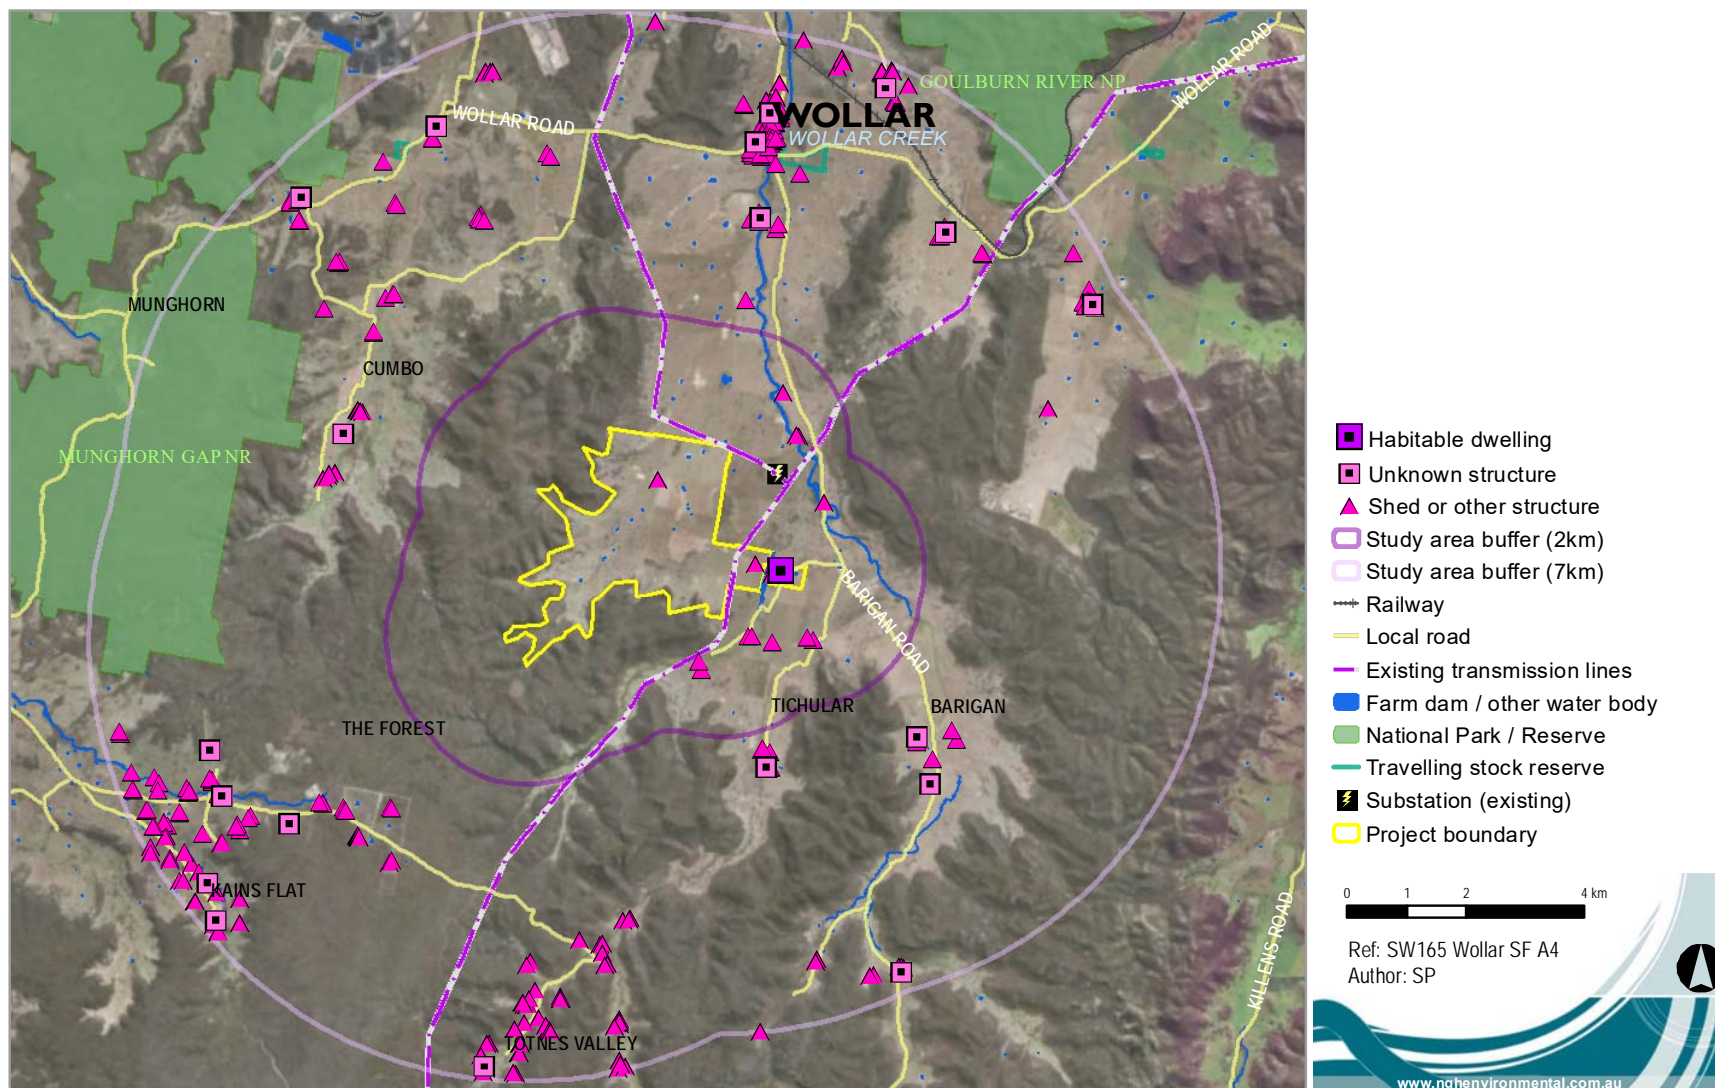 GOULBURN RIVER NP
WOLLAR ROAD
WOLLAR ROAD
WOLLAR
WOLLAR CREEK
MUNGHORN
CUMBO
MUNGHORN GAP NR
BARIGAN ROAD
TICHULAR
BARIGAN
THE FOREST
KAINS FLAT
TOTNES VALLEY
KILLENS ROAD
Habitable dwelling
Unknown structure
Shed or other structure
Study area buffer (2km)
Study area buffer (7km)
Railway
Local road
Existing transmission lines
Farm dam / other water body
National Park / Reserve
Travelling stock reserve
Substation (existing)
Project boundary
0 1 2 4 km
Ref: SW165 Wollar SF A4
Author: SP
www.nghenvironmental.com.au